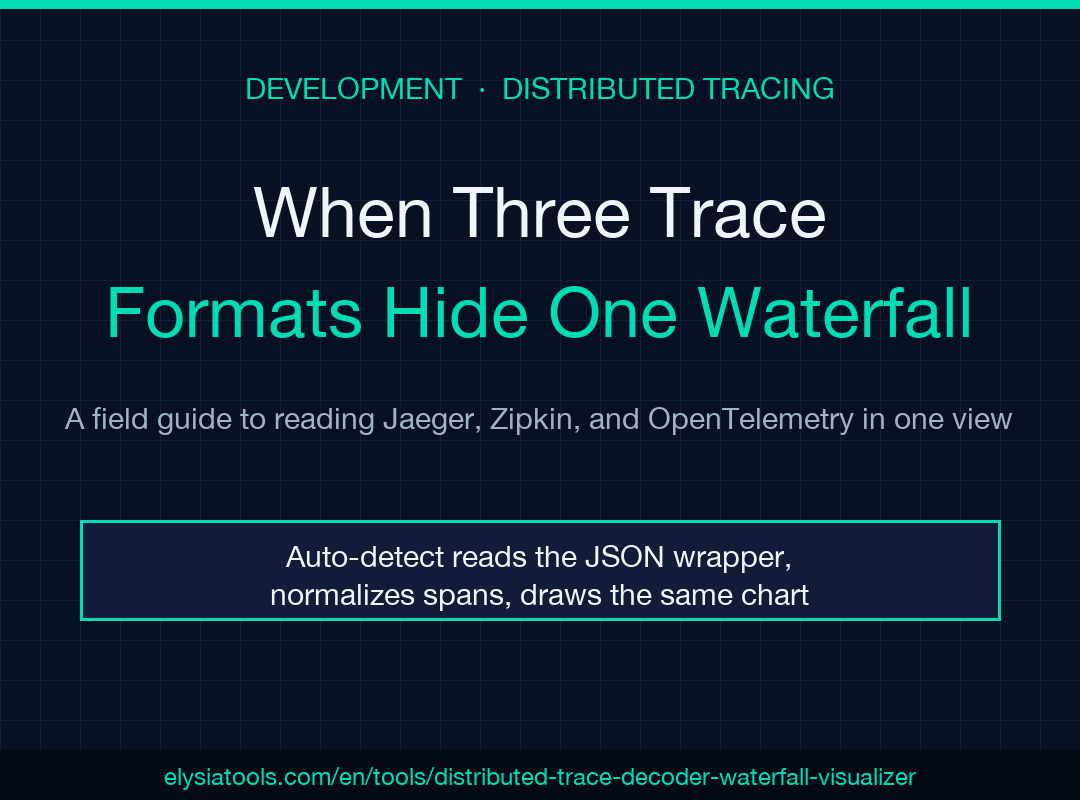 DEVELOPMENT · DISTRIBUTED TRACING
When Three Trace
Formats Hide One Waterfall
A field guide to reading Jaeger, Zipkin, and OpenTelemetry in one view
Auto-detect reads the JSON wrapper,
normalizes spans, draws the same chart
elysiatools.com/en/tools/distributed-trace-decoder-waterfall-visualizer